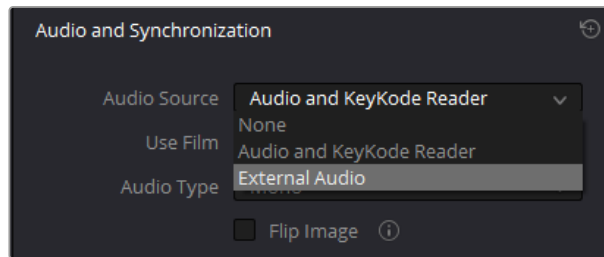 Audio and Synchronization
Audio Source Audio and KeyKode Reader
None
Use Film
Audio and KeyKode Reader
External Audio
Audio Type
Flip Image